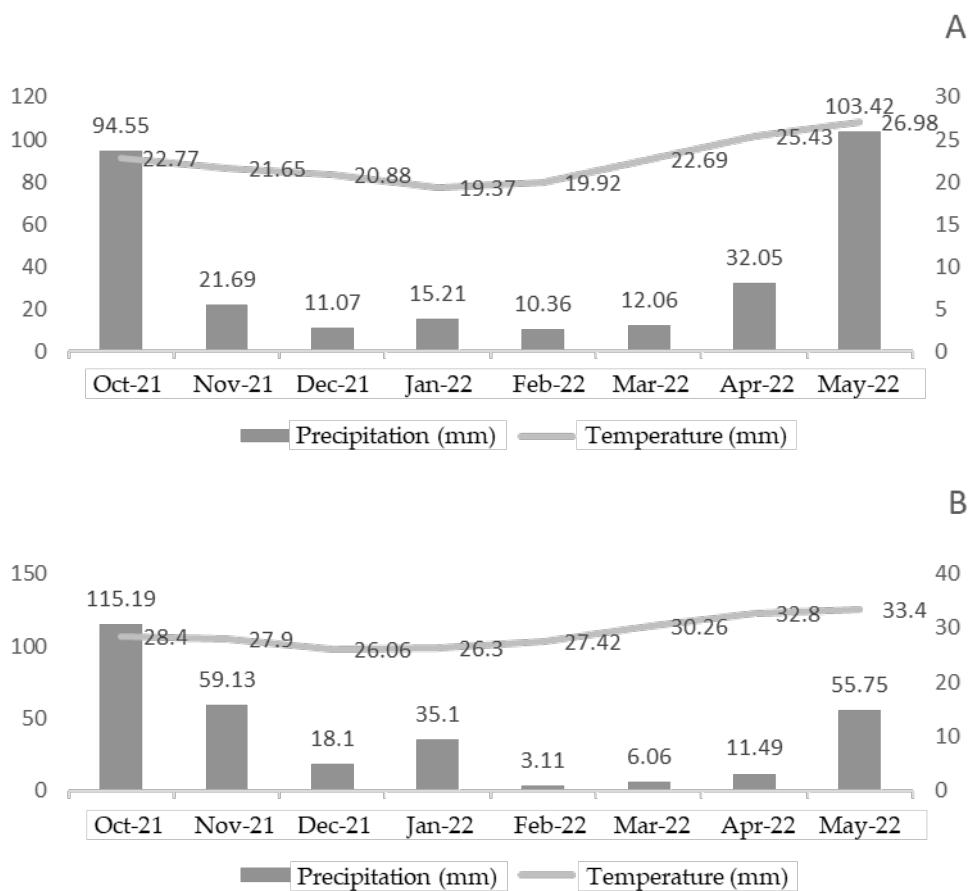 A
120 103.42 30
94.55 26.98
100 25.43 25
22.77 21.65 20.88 19.37 19.92 22.69
80 20
60 15
40 32.05 10
21.69 11.07 15.21 10.36 12.06
20 5
0 0
Oct-21 Nov-21 Dec-21 Jan-22 Feb-22 Mar-22 Apr-22 May-22
Precipitation (mm) Temperature (mm)
B
150 40
115.19
28.4 27.9 26.06 26.3 27.42 30.26 32.8 33.4
100 30
59.13 55.75
20
50 35.1
18.1 3.11 6.06 11.49 10
0 0
Oct-21 Nov-21 Dec-21 Jan-22 Feb-22 Mar-22 Apr-22 May-22
Precipitation (mm) Temperature (mm)